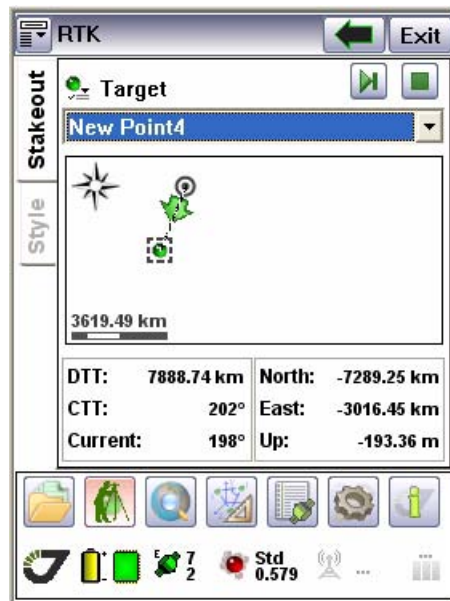 RTK
Exit
Stakeout
Style
Target
New Point4
3619.49 km
DTT: 7888.74 km
CTT: 202°
Current: 198°
North: -7289.25 km
East: -3016.45 km
Up: -193.36 m
E 7
2
Std
0.579
...